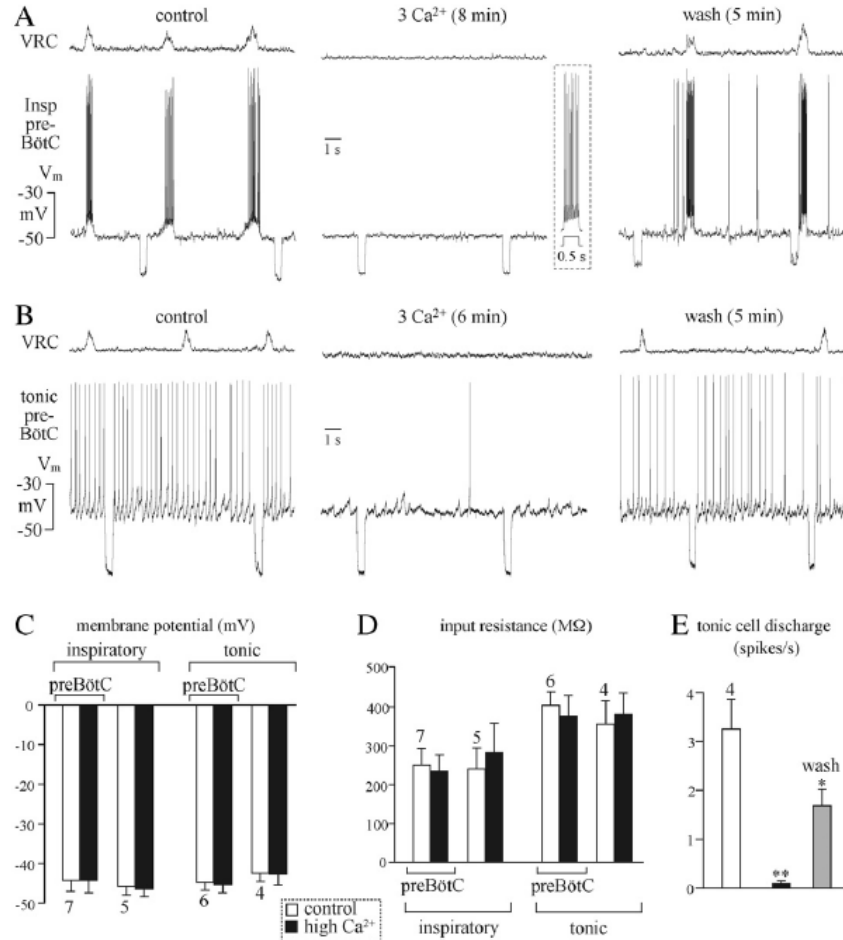 A
control
3 Ca²⁺ (8 min)
wash (5 min)
VRC
Insp
pre-
BötC
1 s
Vₘ
-30
mV
-50
0.5 s
B
control
3 Ca²⁺ (6 min)
wash (5 min)
VRC
tonic
pre-
BötC
1 s
Vₘ
-30
mV
-50
C
membrane potential (mV)
inspiratory
tonic
preBötC
preBötC
0
-10
-20
-30
-40
-50
7
5
6
4
control
high Ca²⁺
D
input resistance (MΩ)
500
400
300
200
100
0
7
5
6
4
preBötC
preBötC
inspiratory
tonic
E
tonic cell discharge
(spikes/s)
4
3
2
1
0
4
**
wash
*